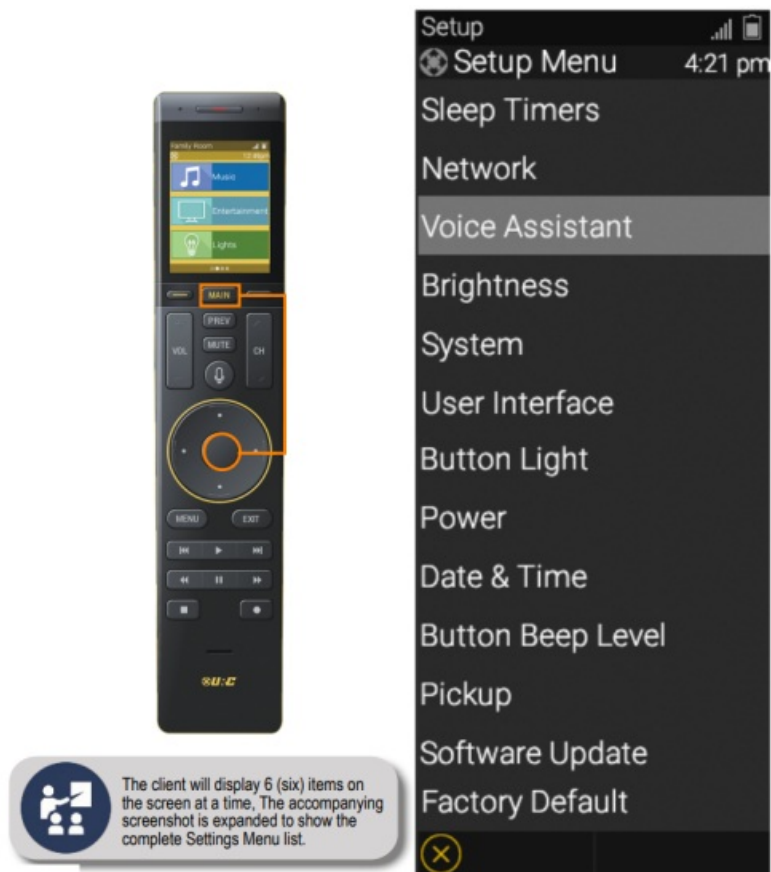 Family Room
Music
Entertainment
Lights
MAIN
PREV
VOL
MUTE
CH
MENU
EXIT
The client will display 6 (six) items on
the screen at a time, The accompanying
screenshot is expanded to show the
complete Settings Menu list.
Setup
Setup Menu 4:21 pm
Sleep Timers
Network
Voice Assistant
Brightness
System
User Interface
Button Light
Power
Date & Time
Button Beep Level
Pickup
Software Update
Factory Default